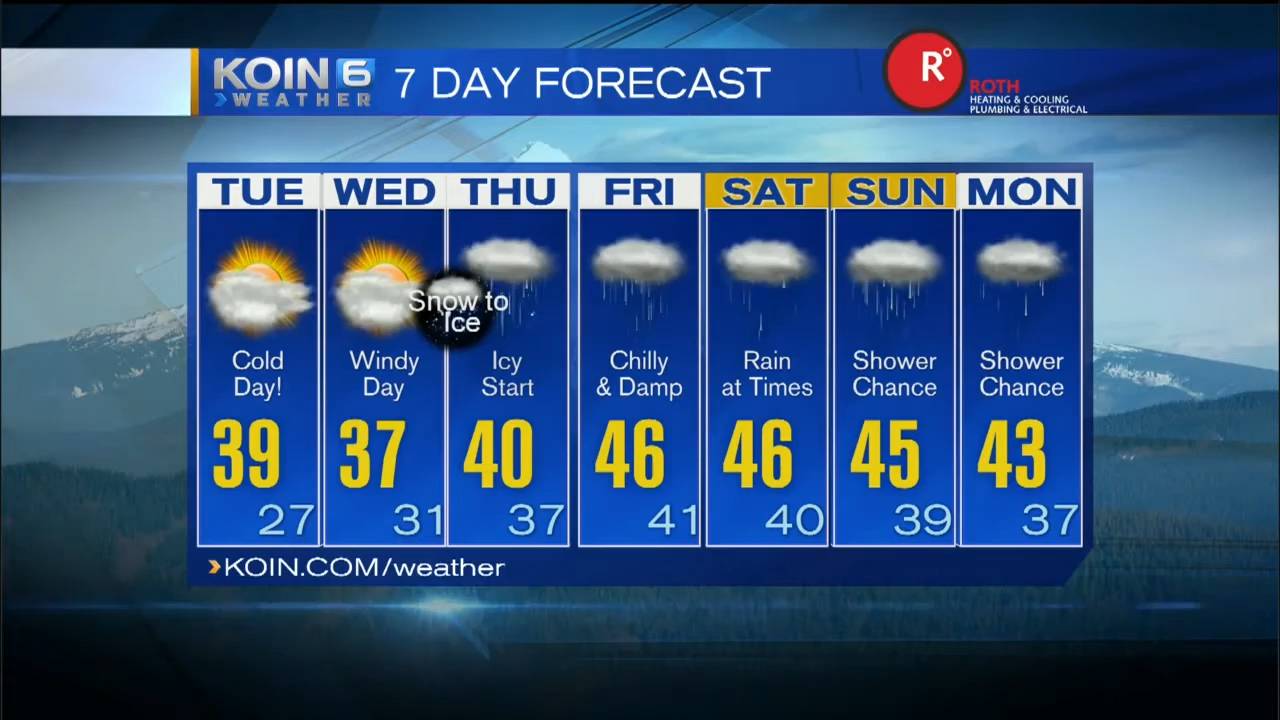 KOIN 6
WEATHER
7 DAY FORECAST
R°
ROTH
HEATING & COOLING
PLUMBING & ELECTRICAL
TUE
WED
THU
FRI
SAT
SUN
MON
Snow to
Ice
Cold
Day!
Windy
Day
Icy
Start
Chilly
& Damp
Rain
at Times
Shower
Chance
Shower
Chance
39
37
40
46
46
45
43
27
31
37
41
40
39
37
KOIN.COM/weather